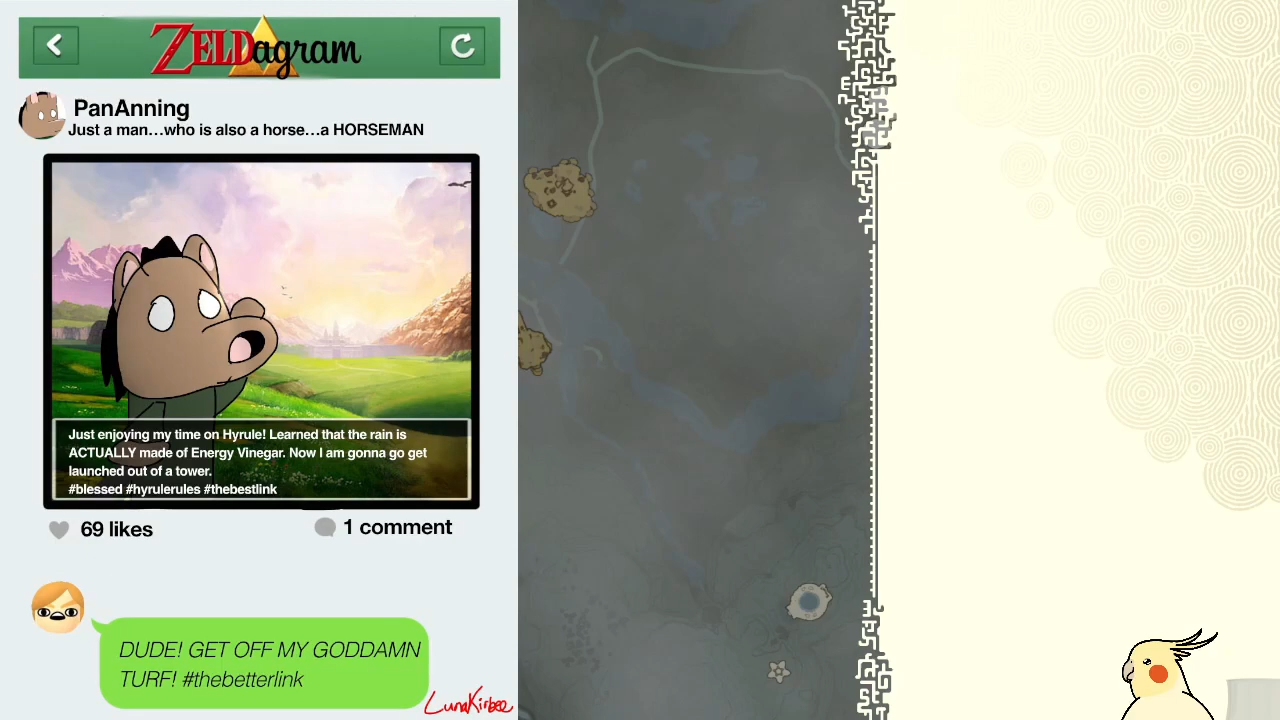 ZELDagram
PanAnning
Just a man...who is also a horse...a HORSEMAN
Just enjoying my time on Hyrule! Learned that the rain is
ACTUALLY made of Energy Vinegar. Now I am gonna go get
launched out of a tower.
#blessed #hyrulerules #thebestlink
69 likes
1 comment
DUDE! GET OFF MY GODDAMN
TURF! #thebetterlink
LunaKirbee